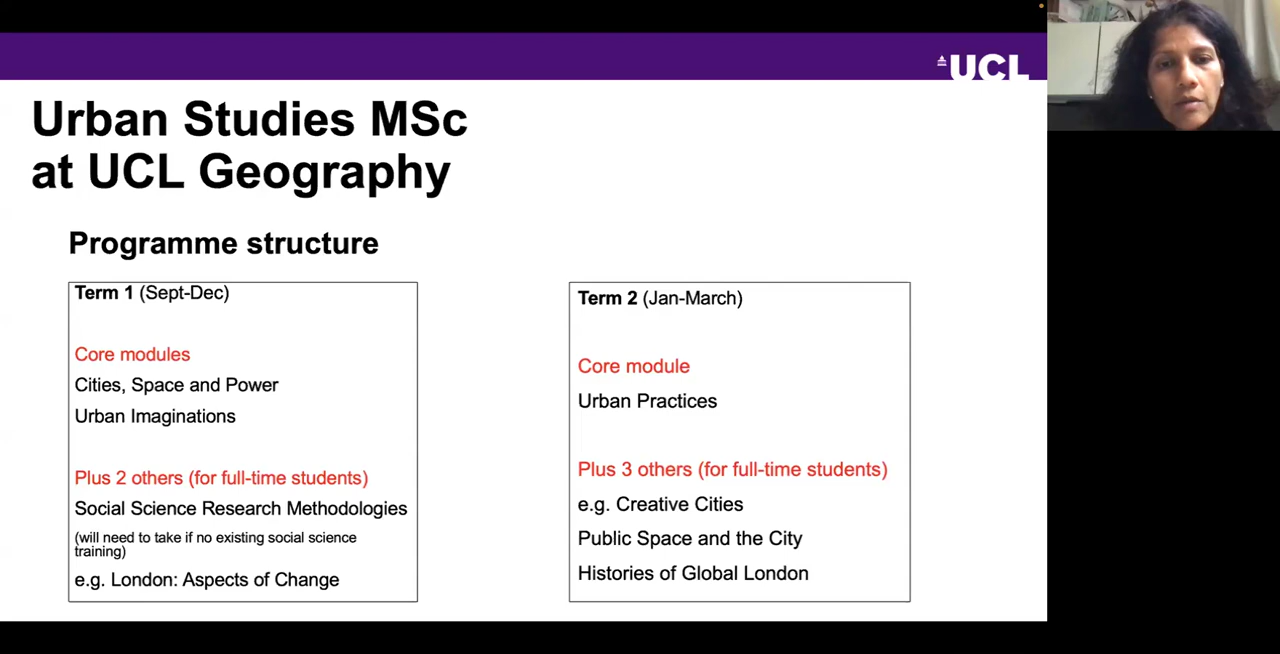 UCL
Urban Studies MSc
at UCL Geography
Programme structure
Term 1 (Sept-Dec)
Core modules
Cities, Space and Power
Urban Imaginations
Plus 2 others (for full-time students)
Social Science Research Methodologies
(will need to take if no existing social science
training)
e.g. London: Aspects of Change
Term 2 (Jan-March)
Core module
Urban Practices
Plus 3 others (for full-time students)
e.g. Creative Cities
Public Space and the City
Histories of Global London